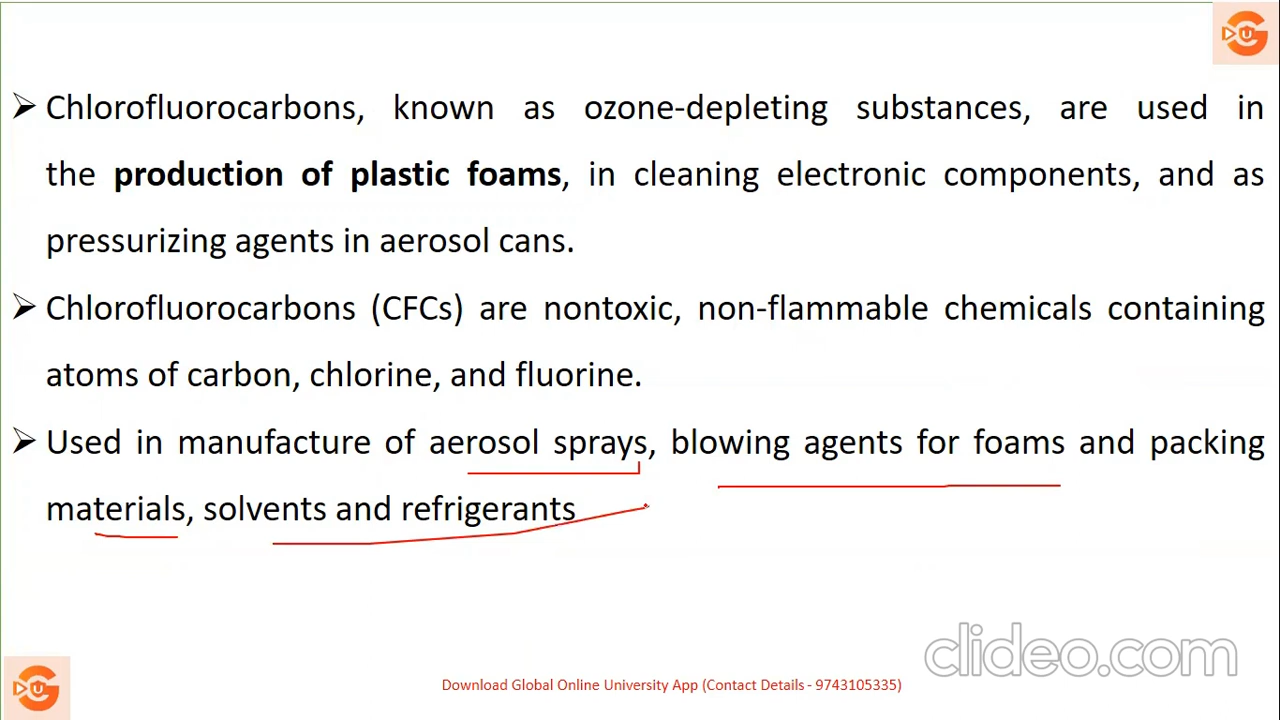 ➢ Chlorofluorocarbons, known as ozone-depleting substances, are used in
the production of plastic foams, in cleaning electronic components, and as
pressurizing agents in aerosol cans.
➢ Chlorofluorocarbons (CFCs) are nontoxic, non-flammable chemicals containing
atoms of carbon, chlorine, and fluorine.
➢ Used in manufacture of aerosol sprays, blowing agents for foams and packing
materials, solvents and refrigerants
clideo.com
Download Global Online University App (Contact Details - 9743105335)